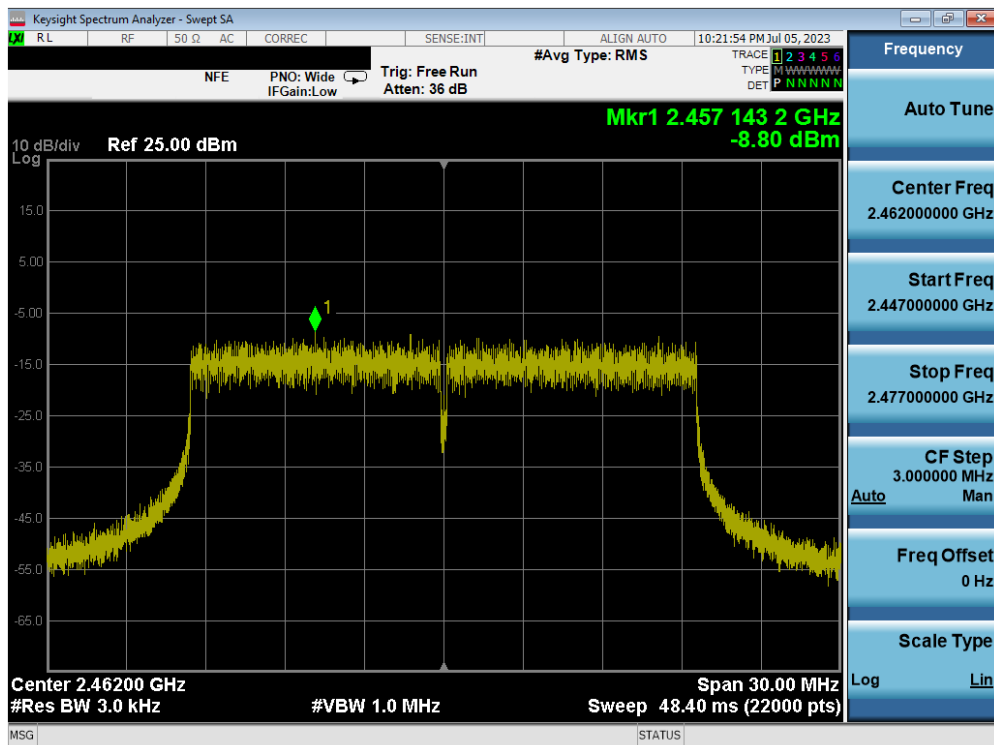 Keysight Spectrum Analyzer - Swept SA
LXI RL RF 50 Ω AC CORREC SENSE:INT ALIGN AUTO 10:21:54 PM Jul 05, 2023
#Avg Type: RMS
TRACE 1 2 3 4 5 6
NFE PNO: Wide Trig: Free Run
TYPE M WWWWW
IFGain:Low Atten: 36 dB
DET P N N N N N
Mkr1 2.457 143 2 GHz
-8.80 dBm
10 dB/div Ref 25.00 dBm
Log
15.0
5.00
1
-5.00
-15.0
-25.0
-35.0
-45.0
-55.0
-65.0
Center 2.46200 GHz Span 30.00 MHz
#Res BW 3.0 kHz #VBW 1.0 MHz Sweep 48.40 ms (22000 pts)
MSG STATUS
Frequency
Auto Tune
Center Freq
2.462000000 GHz
Start Freq
2.447000000 GHz
Stop Freq
2.477000000 GHz
CF Step
3.000000 MHz
Auto Man
Freq Offset
0 Hz
Scale Type
Log Lin